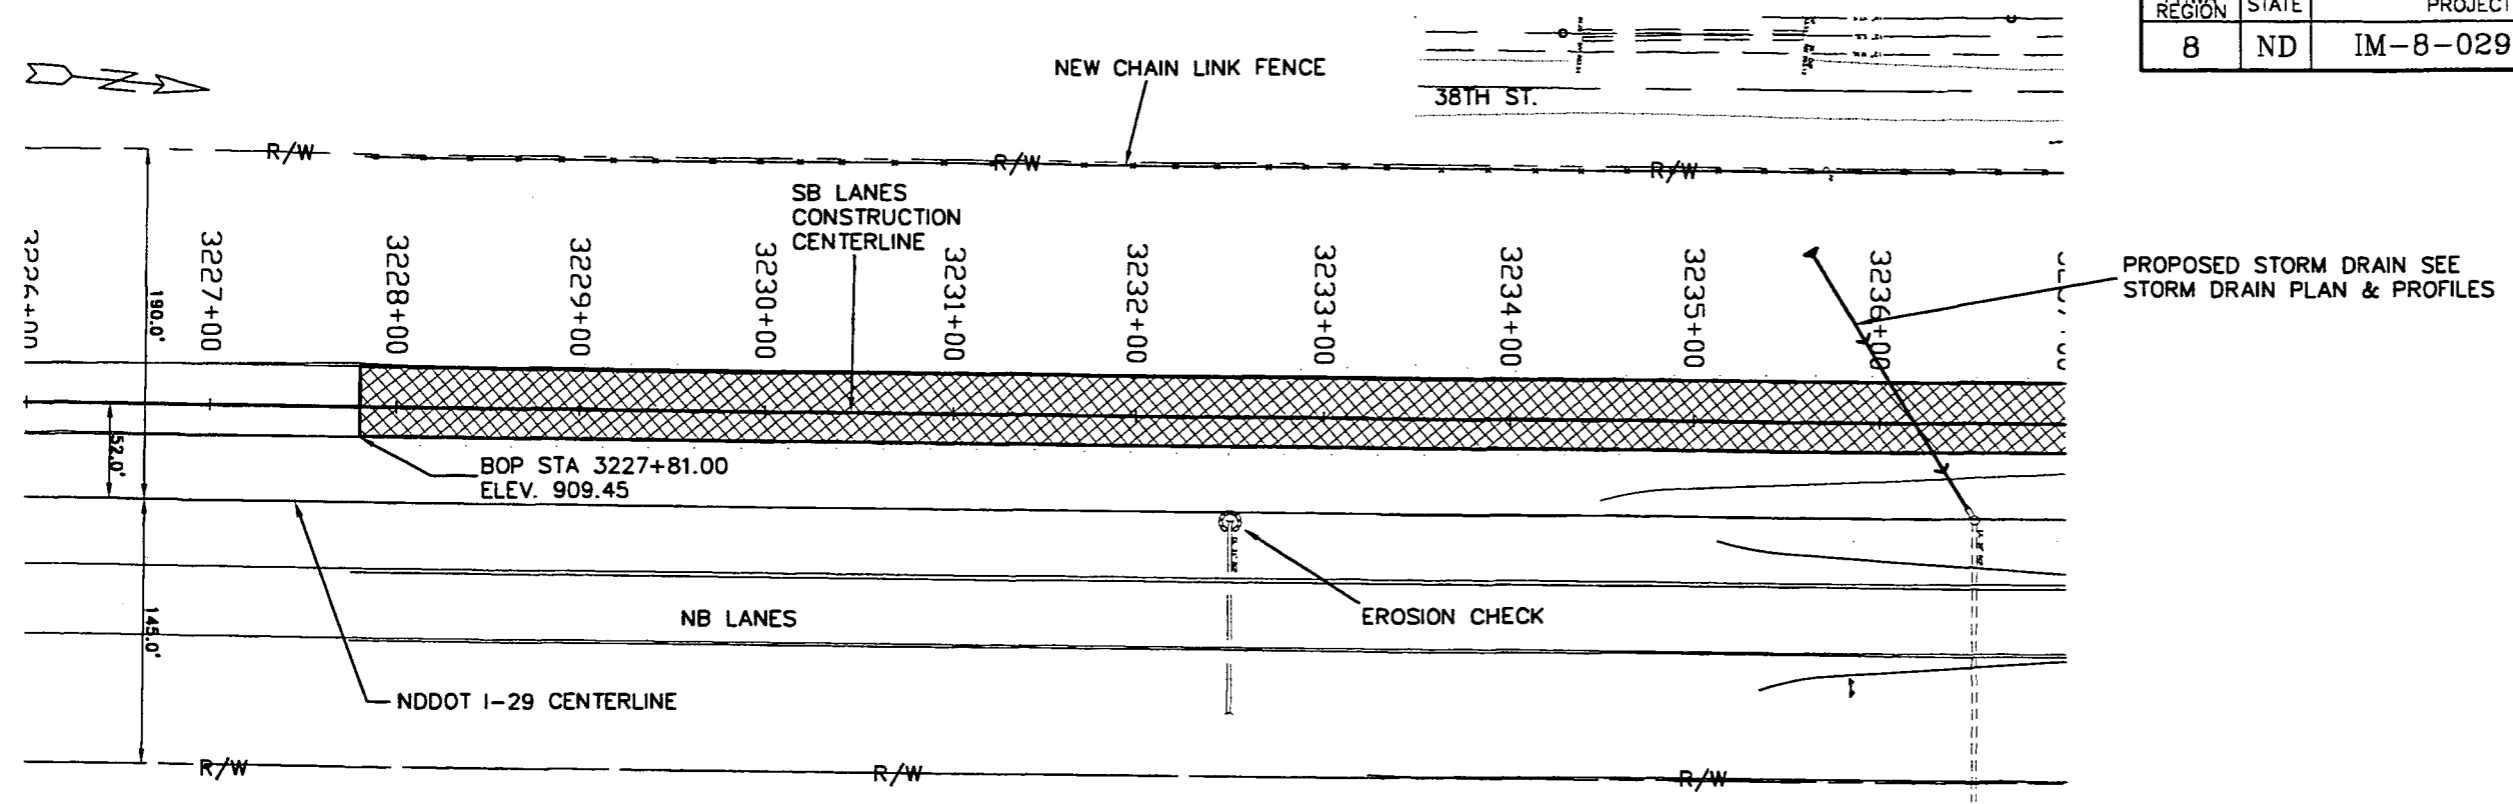 REGION STATE PROJECT
8 ND IM-8-029
N
NEW CHAIN LINK FENCE
38TH ST.
R/W R/W R/W
SB LANES
CONSTRUCTION
CENTERLINE
3227+00 3228+00 3229+00 3230+00 3231+00 3232+00 3233+00 3234+00 3235+00 3236+00
190.0'
PROPOSED STORM DRAIN SEE
STORM DRAIN PLAN & PROFILES
52.0'
BOP STA 3227+81.00
ELEV. 909.45
145.0'
NB LANES
EROSION CHECK
NDDOT I-29 CENTERLINE
R/W R/W R/W